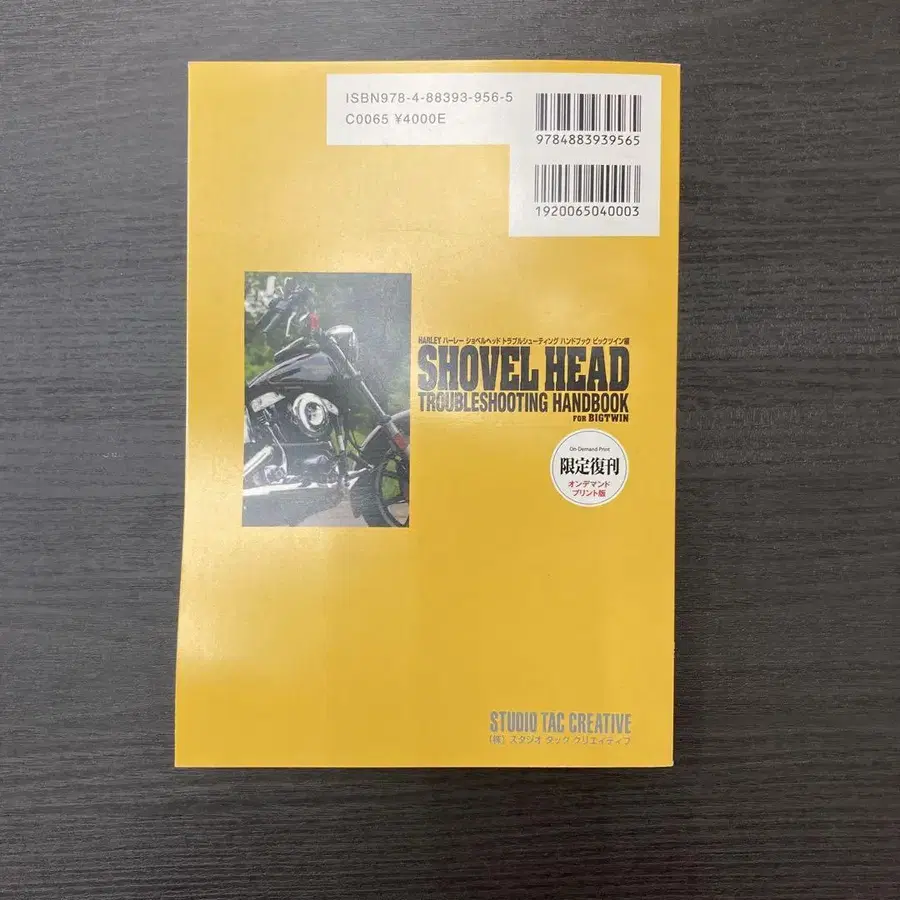 ISBN978-4-88393-956-5
C0065 ¥4000E
9784883939565
1920065040003
HARLEY ハーレー ショベルヘッド トラブルシューティング ハンドブック ビックツイン編
SHOVEL HEAD
TROUBLESHOOTING HANDBOOK
FOR BIGTWIN
On Demand Print
限定復刊
オンデマンド
プリント版
STUDIO TAC CREATIVE
(株) スタジオ タック クリエイティブ